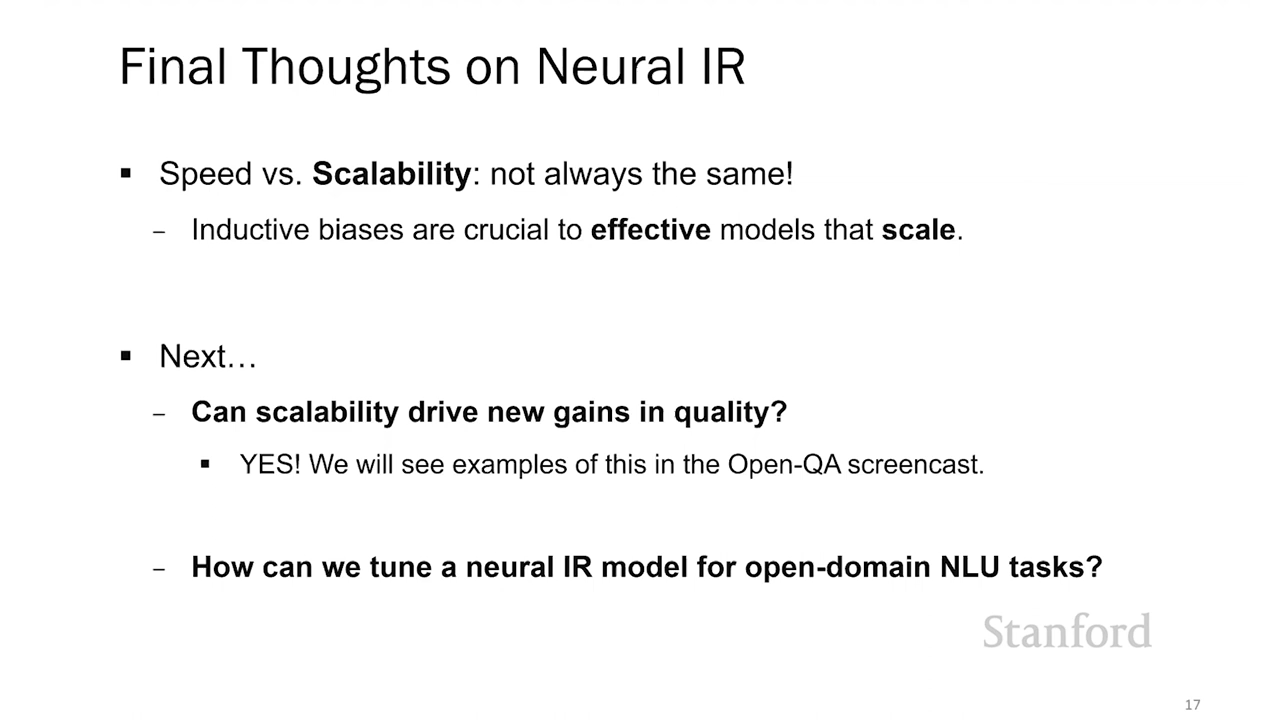 Final Thoughts on Neural IR
▪ Speed vs. Scalability: not always the same!
– Inductive biases are crucial to effective models that scale.
▪ Next…
– Can scalability drive new gains in quality?
▪ YES! We will see examples of this in the Open-QA screencast.
– How can we tune a neural IR model for open-domain NLU tasks?
Stanford
17